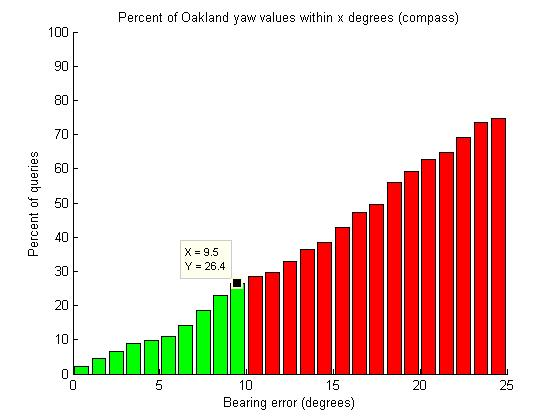 Percent of Oakland yaw values within x degrees (compass)
100
90
80
70
60
50
40
30
20
10
0
Percent of queries
X = 9.5
Y = 26.4
0 5 10 15 20 25
Bearing error (degrees)